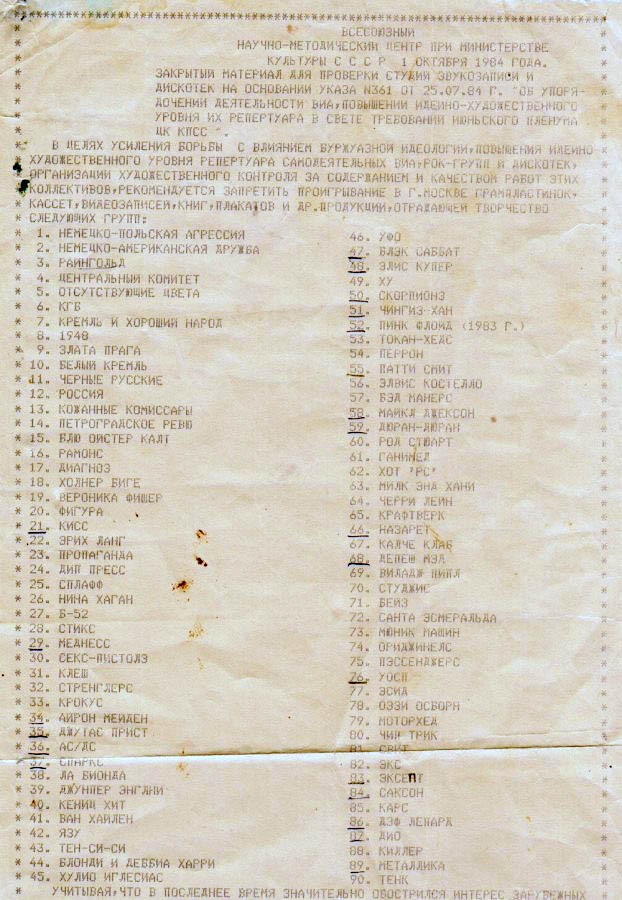 ВСЕСОЮЗНЫЙ
НАУЧНО-МЕТОДИЧЕСКИЙ ЦЕНТР ПРИ МИНИСТЕРСТВЕ
КУЛЬТУРЫ С С С Р 1 ОКТЯБРЯ 1984 ГОДА.
ЗАКРЫТЫЙ МАТЕРИАЛ ДЛЯ ПРОВЕРКИ СТУДИЙ ЗВУКОЗАПИСИ И
ДИСКОТЕК НА ОСНОВАНИИ УКАЗА N361 ОТ 25.07.84 Г. "ОБ УПОРЯ-
ДОЧЕНИИ ДЕЯТЕЛЬНОСТИ ВИА,ПОВЫШЕНИИ ИДЕЙНО-ХУДОЖЕСТВЕННОГО
УРОВНЯ ИХ РЕПЕРТУАРА В СВЕТЕ ТРЕБОВАНИИ ИЮНЬСКОГО ПЛЕНУМА
ЦК КПСС ".
В ЦЕЛЯХ УСИЛЕНИЯ БОРЬБЫ С ВЛИЯНИЕМ БУРЖУАЗНОЙ ИДЕОЛОГИИ,ПОВЫШЕНИЯ ИДЕЙНО
ХУДОЖЕСТВЕННОГО УРОВНЯ РЕПЕРТУАРА САМОДЕЯТЕЛЬНЫХ ВИА,РОК-ГРУПП И ДИСКОТЕК,
ОРГАНИЗАЦИИ ХУДОЖЕСТВЕННОГО КОНТРОЛЯ ЗА СОДЕРЖАНИЕМ И КАЧЕСТВОМ РАБОТ ЭТИХ
КОЛЛЕКТИВОВ,РЕКОМЕНДУЕТСЯ ЗАПРЕТИТЬ ПРОИГРЫВАНИЕ В Г.МОСКВЕ ГРАМПЛАСТИНОК,
КАССЕТ,ВИДЕОЗАПИСЕЙ,КНИГ,ПЛАКАТОВ И ДР.ПРОДУКЦИИ,ОТРАЖАЮЩЕЙ ТВОРЧЕСТВО
СЛЕДУЮЩИХ ГРУПП:
1. НЕМЕЦКО-ПОЛЬСКАЯ АГРЕССИЯ
2. НЕМЕЦКО-АМЕРИКАНСКАЯ ДРУЖБА
3. РАИНГОЛЬД
4. ЦЕНТРАЛЬНЫЙ КОМИТЕТ
5. ОТСУТСТВУЮЩИЕ ЦВЕТА
6. КГБ
7. КРЕМЛЬ И ХОРОШИЙ НАРОД
8. 1948
9. ЗЛАТА ПРАГА
10. БЕЛЫЙ КРЕМЛЬ
11. ЧЕРНЫЕ РУССКИЕ
12. РОССИЯ
13. КОЖАННЫЕ КОМИССАРЫ
14. ПЕТРОГРАДСКОЕ РЕВЮ
15. БЛЮ ОЙСТЕР КАЛТ
16. РАМОНС
17. ДИАГНОЗ
18. ХОЛНЕР БИГЕ
19. ВЕРОНИКА ФИШЕР
20. ФИГУРА
21. КИСС
22. ЭРИХ ЛАНГ
23. ПРОПАГАНДА
24. ДИП ПРЕСС
25. СПЛАФФ
26. НИНА ХАГАН
27. Б-52
28. СТИКС
29. МЕДНЕСС
30. СЕКС-ПИСТОЛЗ
31. КЛЕШ
32. СТРЕНГЛЕРС
33. КРОКУС
34. АЙРОН МЕЙДЕН
35. ДЖУТАС ПРИСТ
36. АС/ДС
37. СПАРКС
38. ЛА БИОНДА
39. ДЖУНПЕР ЭНГЛНИ
40. КЕНИЦ ХИТ
41. ВАН ХАЙЛЕН
42. ЯЗУ
43. ТЕН-СИ-СИ
44. БЛОНДИ И ДЕББИА ХАРРИ
45. ХУЛИО ИГЛЕСИАС
46. УФО
47. БЛЭК САББАТ
48. ЭЛИС КУПЕР
49. ХУ
50. СКОРПИОНЗ
51. ЧИНГИЗ-ХАН
52. ПИНК ФЛОИД (1983 Г.)
53. ТОКАН-ХЕДС
54. ПЕРРОН
55. ПАТТИ СМИТ
56. ЭЛВИС КОСТЕЛЛО
57. БЭД МАНЕРС
58. МАЙКЛ ДЖЕКСОН
59. ДЮРАН-ДЮРАН
60. РОД СТЮАРТ
61. ГАНИМЕД
62. ХОТ 'РС'
63. МИЛК ЭНД ХАНИ
64. ЧЕРРИ ЛЕЙН
65. КРАФТВЕРК
66. НАЗАРЕТ
67. КАЛЧЕ КЛАБ
68. ДЕПЕШ МЭД
69. ВИЛАДЖ ПИПЛ
70. СТУДЖИС
71. БЕЙЗ
72. САНТА ЭСМЕРАЛЬДА
73. МЮНИК МАШИН
74. ОРИДЖИНЕЛС
75. ПЭССЕНДЖЕРС
76. УОСП
77. ЭСИД
78. ОЗЗИ ОСБОРН
79. МОТОРХЕД
80. ЧИП ТРИК
81. СВИТ
82. ЭКС
83. ЭКСЕПТ
84. САКСОН
85. КАРС
86. ДЭФ ЛЕПАРД
87. ДИО
88. КИЛЛЕР
89. МЕТАЛЛИКА
90. ТЕНК
УЧИТЫВАЯ,ЧТО В ПОСЛЕДНЕЕ ВРЕМЯ ЗНАЧИТЕЛЬНО ОБОСТРИЛСЯ ИНТЕРЕС ЗАРУБЕЖНЫХ